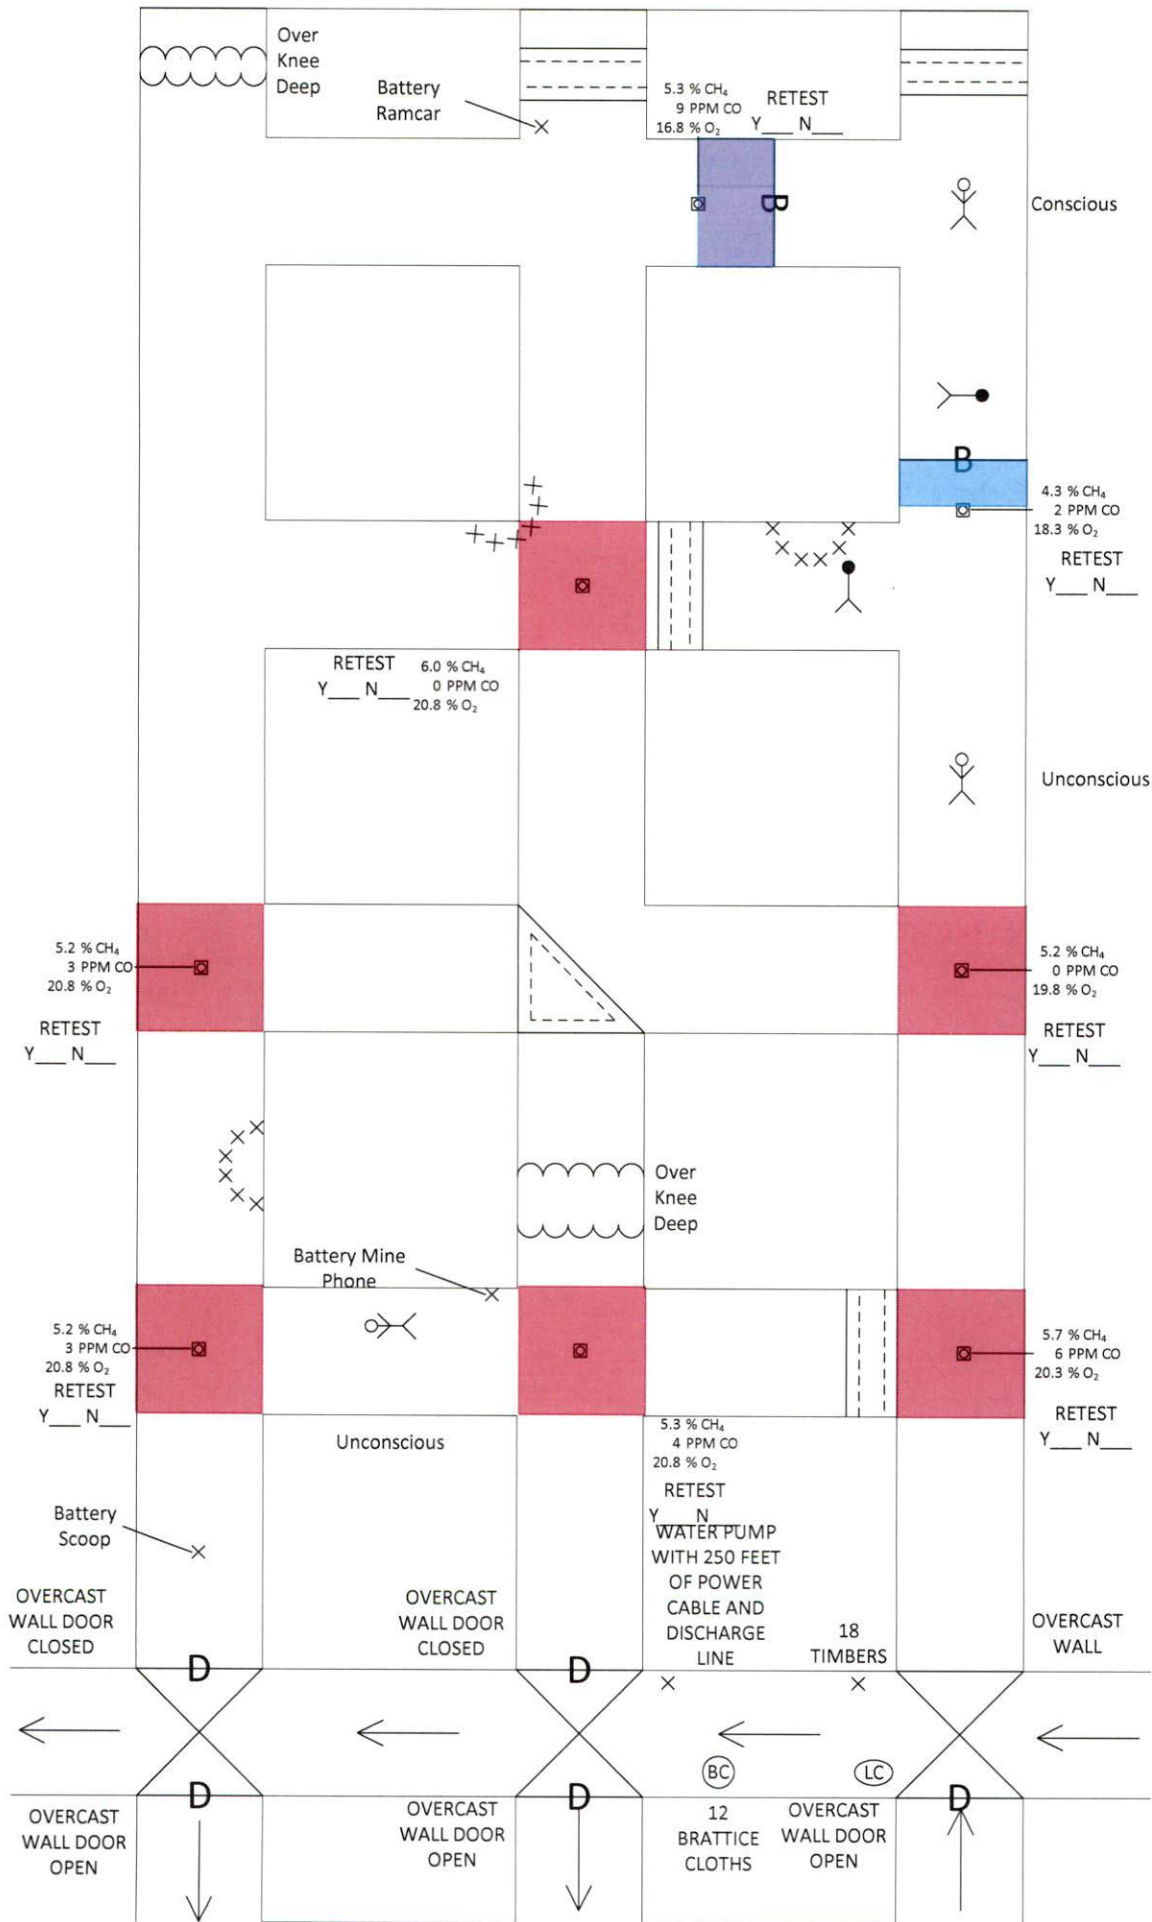 Over
Knee
Deep
Battery
Ramcar
5.3 % CH₄
9 PPM CO
16.8 % O₂
RETEST
Y___ N___
B
Conscious
B
4.3 % CH₄
2 PPM CO
18.3 % O₂
RETEST
Y___ N___
RETEST
Y___ N___
6.0 % CH₄
0 PPM CO
20.8 % O₂
Unconscious
5.2 % CH₄
3 PPM CO
20.8 % O₂
RETEST
Y___ N___
5.2 % CH₄
0 PPM CO
19.8 % O₂
RETEST
Y___ N___
Over
Knee
Deep
Battery Mine
Phone
5.2 % CH₄
3 PPM CO
20.8 % O₂
RETEST
Y___ N___
5.7 % CH₄
6 PPM CO
20.3 % O₂
RETEST
Y___ N___
Unconscious
5.3 % CH₄
4 PPM CO
20.8 % O₂
RETEST
Y___ N___
Battery
Scoop
WATER PUMP
WITH 250 FEET
OF POWER
CABLE AND
DISCHARGE
LINE
18
TIMBERS
OVERCAST
WALL DOOR
CLOSED
OVERCAST
WALL DOOR
CLOSED
OVERCAST
WALL
D
D
BC
LC
D
D
D
OVERCAST
WALL DOOR
OPEN
OVERCAST
WALL DOOR
OPEN
12
BRATTICE
CLOTHS
OVERCAST
WALL DOOR
OPEN